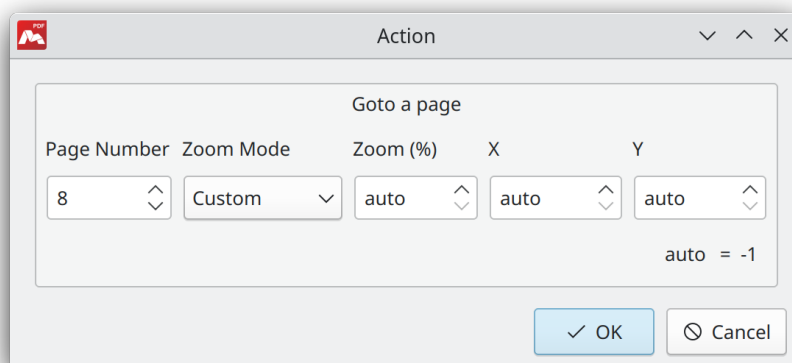 PDF
Action
Goto a page
Page Number Zoom Mode Zoom (%) X Y
8 Custom auto auto auto
auto = -1
OK Cancel